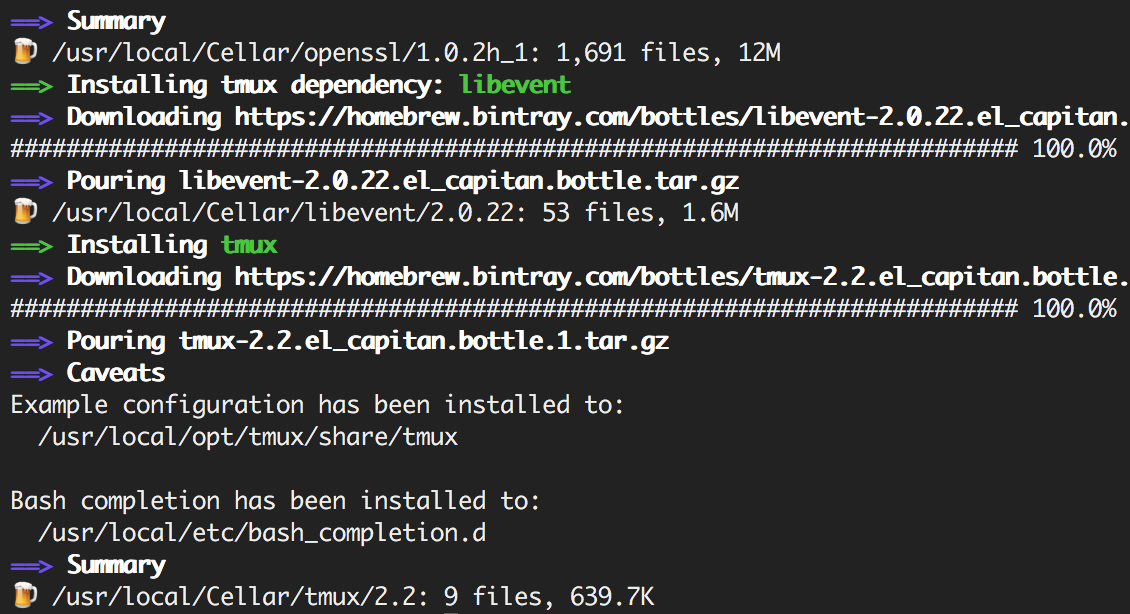 ==> Summary
🍺 /usr/local/Cellar/openssl/1.0.2h_1: 1,691 files, 12M
==> Installing tmux dependency: libevent
==> Downloading https://homebrew.bintray.com/bottles/libevent-2.0.22.el_capitan.
######################################################################## 100.0%
==> Pouring libevent-2.0.22.el_capitan.bottle.tar.gz
🍺 /usr/local/Cellar/libevent/2.0.22: 53 files, 1.6M
==> Installing tmux
==> Downloading https://homebrew.bintray.com/bottles/tmux-2.2.el_capitan.bottle.
######################################################################## 100.0%
==> Pouring tmux-2.2.el_capitan.bottle.1.tar.gz
==> Caveats
Example configuration has been installed to:
  /usr/local/opt/tmux/share/tmux

Bash completion has been installed to:
  /usr/local/etc/bash_completion.d
==> Summary
🍺 /usr/local/Cellar/tmux/2.2: 9 files, 639.7K